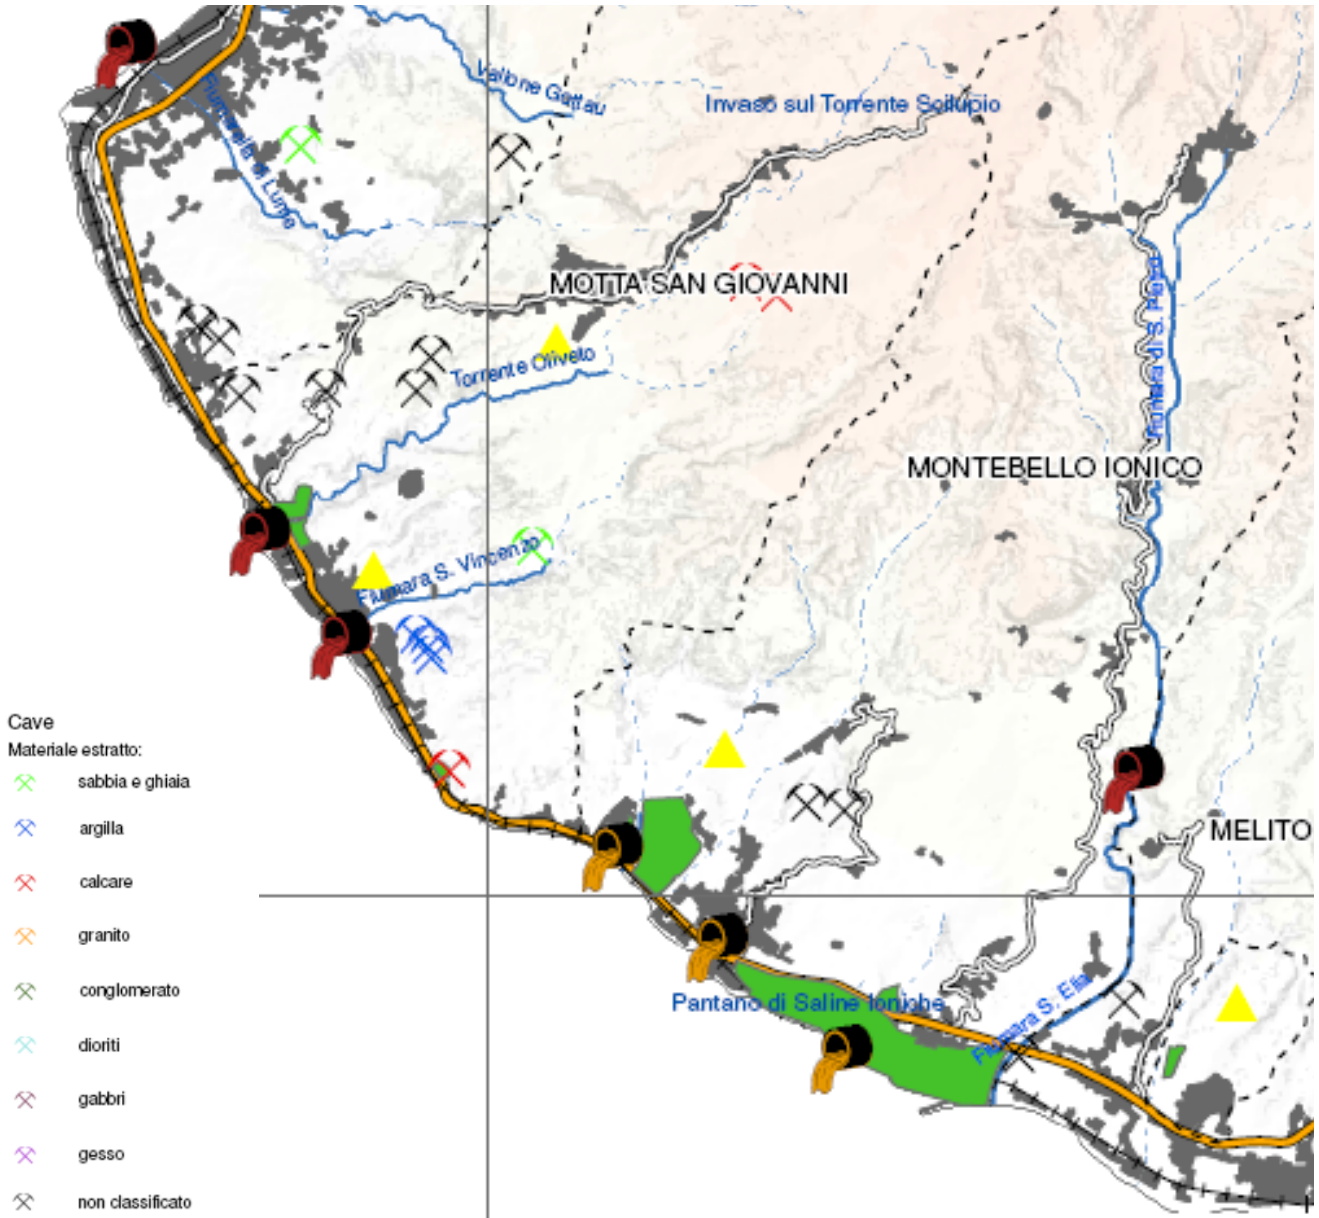 Vallone Guttau
Invaso sul Torrente Scilupio
Fiumarella di Lume
MOTTA SAN GIOVANNI
Fiumara di S. Pietro
Torrente Oliveto
MONTEBELLO IONICO
Fiumara S. Vincenzo
Cave
Materiale estratto:
sabbia e ghiaia
argilla
MELITO
calcare
granito
conglomerato
Pantano di Saline Ioniche
Fiumara S. Elia
dioriti
gabbri
gesso
non classificato